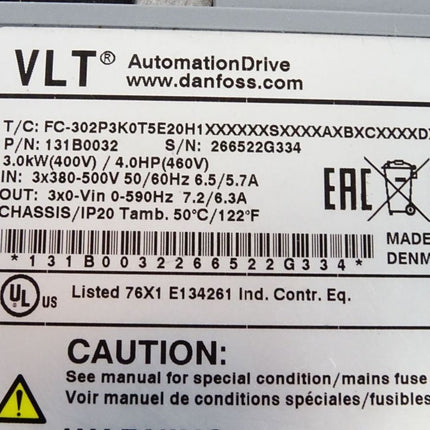 VLT® AutomationDrive
www.danfoss.com
T/C: FC-302P3K0T5E20H1XXXXXXSXXXXAXBXCXXXXDX
P/N: 131B0032 S/N: 266522G334
3.0kW(400V) / 4.0HP(460V)
IN: 3x380-500V 50/60Hz 6.5/5.7A
OUT: 3x0-Vin 0-590Hz 7.2/6.3A
CHASSIS/IP20 Tamb. 50°C/122°F
EAC
*131B0032266522G334*
MADE
DENM
UL US Listed 76X1 E134261 Ind. Contr. Eq.
CAUTION:
See manual for special condition/mains fuse
Voir manuel de conditions spéciales/fusibles